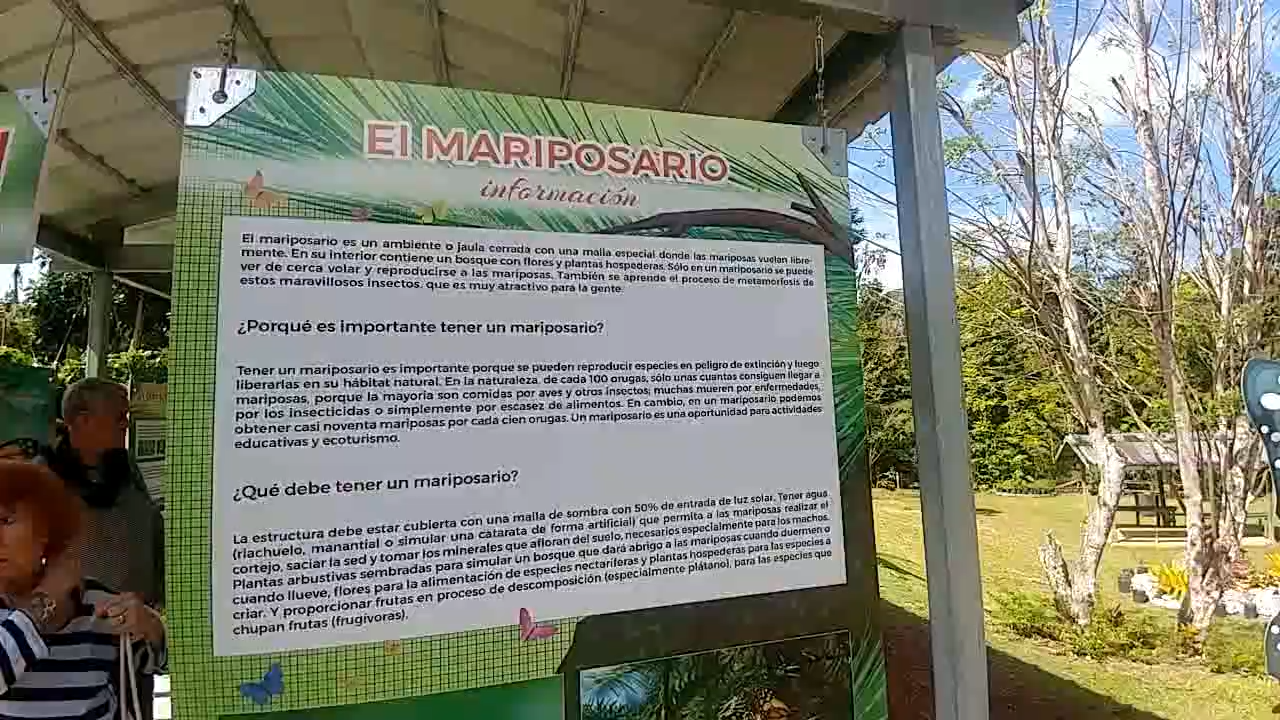 El MARIPOSARIO
información
El mariposario es un ambiente o jaula cerrada con una malla especial donde las mariposas vuelan libre-
mente. En su interior contiene un bosque con flores y plantas hospederas. Sólo en un mariposario se puede
ver de cerca volar y reproducirse a las mariposas. También se aprende el proceso de metamorfosis de
estos maravillosos insectos, que es muy atractivo para la gente.
¿Porqué es importante tener un mariposario?
Tener un mariposario es importante porque se pueden reproducir especies en peligro de extinción y luego
liberarlas en su hábitat natural. En la naturaleza, de cada 100 orugas, sólo unas cuantas consiguen llegar a
mariposas, porque la mayoría son comidas por aves y otros insectos; muchas mueren por enfermedades,
por los insecticidas o simplemente por escasez de alimentos. En cambio, en un mariposario podemos
obtener casi noventa mariposas por cada cien orugas. Un mariposario es una oportunidad para actividades
educativas y ecoturismo.
¿Qué debe tener un mariposario?
La estructura debe estar cubierta con una malla de sombra con 50% de entrada de luz solar. Tener agua
(riachuelo, manantial o simular una catarata de forma artificial) que permita a las mariposas realizar el
cortejo, saciar la sed y tomar los minerales que afloran del suelo, necesarios especialmente para los machos.
Plantas arbustivas sembradas para simular un bosque que dará abrigo a las mariposas cuando duermen o
cuando llueve, flores para la alimentación de especies nectaríferas y plantas hospederas para las especies a
criar. Y proporcionar frutas en proceso de descomposición (especialmente plátano), para las especies que
chupan frutas (frugívoras).